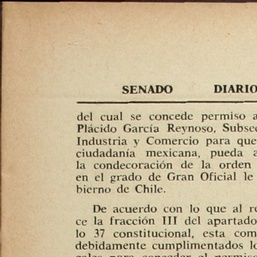 SENADO DIARIO
del cual se concede permiso a
Plácido García Reynoso, Subsec
Industria y Comercio para que
ciudadanía mexicana, pueda a
la condecoración de la orden
en el grado de Gran Oficial le
bierno de Chile.
De acuerdo con lo que al re
ce la fracción III del apartado
lo 37 constitucional, esta com
debidamente cumplimentados lo